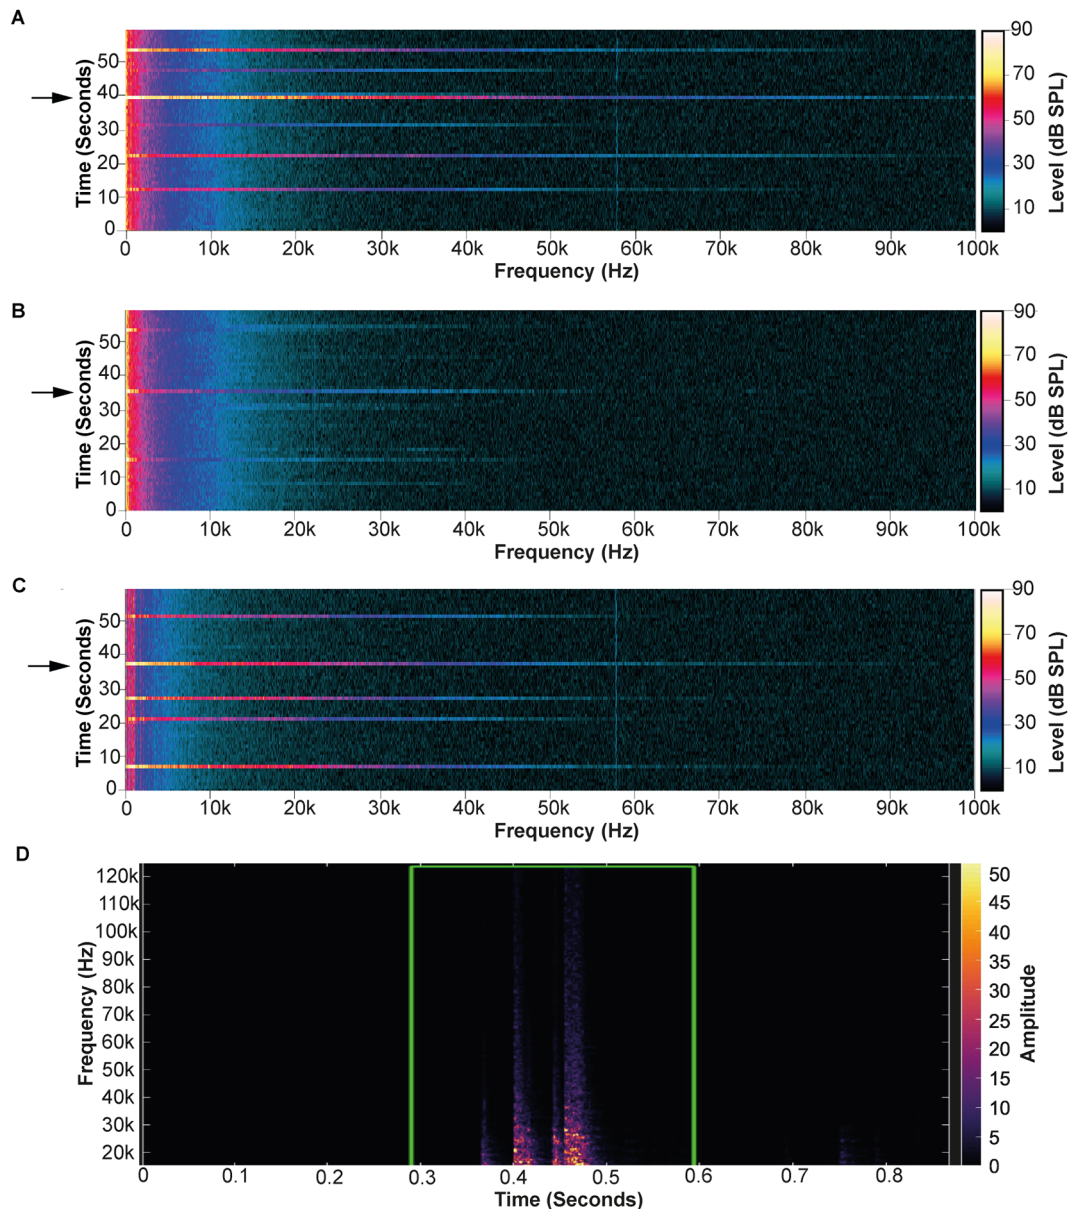 A
Time (Seconds)
50
40
30
20
10
0
0 10k 20k 30k 40k 50k 60k 70k 80k 90k 100k
Frequency (Hz)
90
70
50
30
10
Level (dB SPL)
B
Time (Seconds)
50
40
30
20
10
0
0 10k 20k 30k 40k 50k 60k 70k 80k 90k 100k
Frequency (Hz)
90
70
50
30
10
Level (dB SPL)
C
Time (Seconds)
50
40
30
20
10
0
0 10k 20k 30k 40k 50k 60k 70k 80k 90k 100k
Frequency (Hz)
90
70
50
30
10
Level (dB SPL)
D
Frequency (Hz)
120k
110k
100k
90k
80k
70k
60k
50k
40k
30k
20k
0 0.1 0.2 0.3 0.4 0.5 0.6 0.7 0.8
Time (Seconds)
50
45
40
35
30
25
20
15
10
5
0
Amplitude